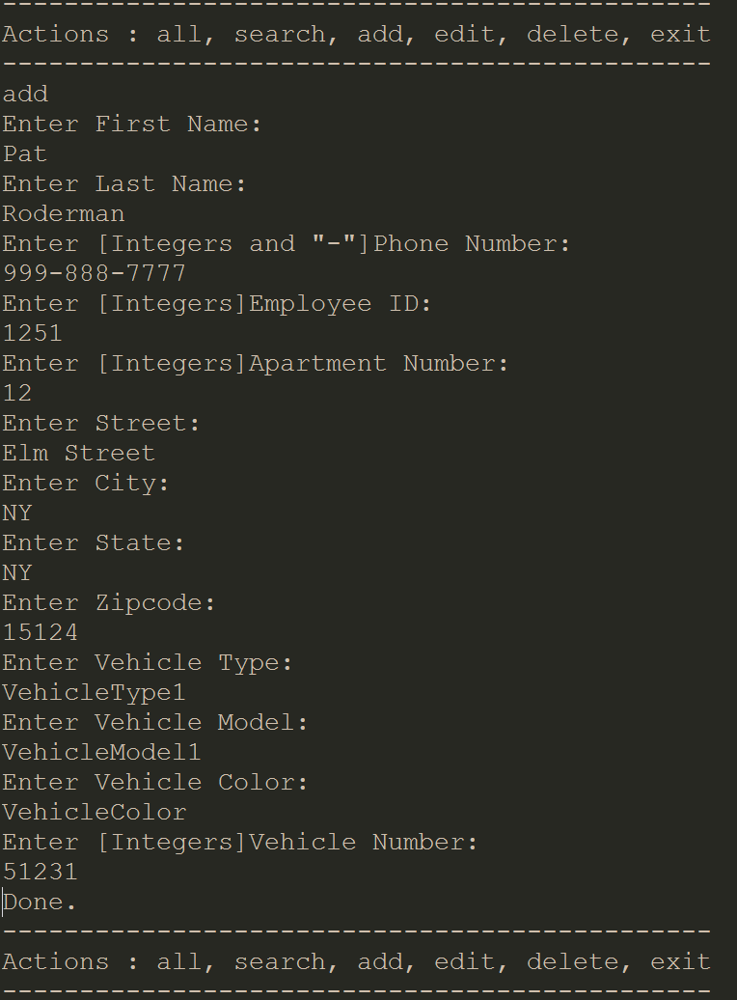 ----------------------------------------------
Actions : all, search, add, edit, delete, exit
----------------------------------------------
add
Enter First Name:
Pat
Enter Last Name:
Roderman
Enter [Integers and "-"]Phone Number:
999-888-7777
Enter [Integers]Employee ID:
1251
Enter [Integers]Apartment Number:
12
Enter Street:
Elm Street
Enter City:
NY
Enter State:
NY
Enter Zipcode:
15124
Enter Vehicle Type:
VehicleType1
Enter Vehicle Model:
VehicleModel1
Enter Vehicle Color:
VehicleColor
Enter [Integers]Vehicle Number:
51231
Done.
----------------------------------------------
Actions : all, search, add, edit, delete, exit
----------------------------------------------